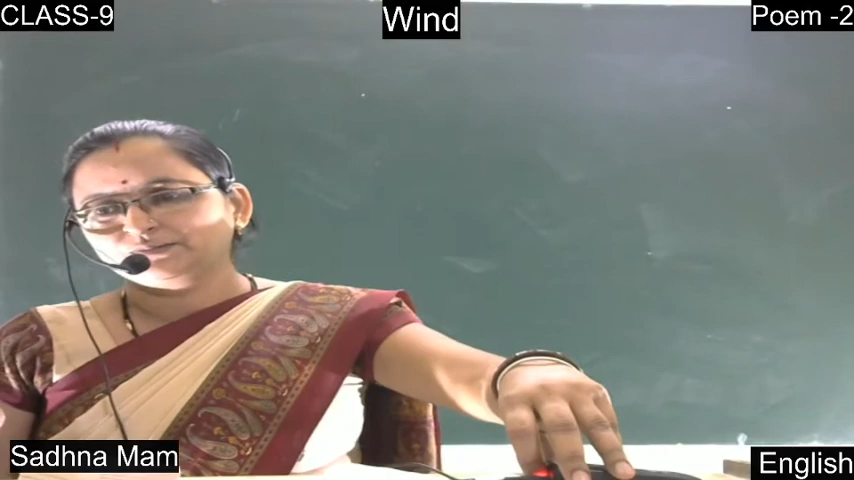 CLASS-9
Wind
Poem -2
Sadhna Mam
English